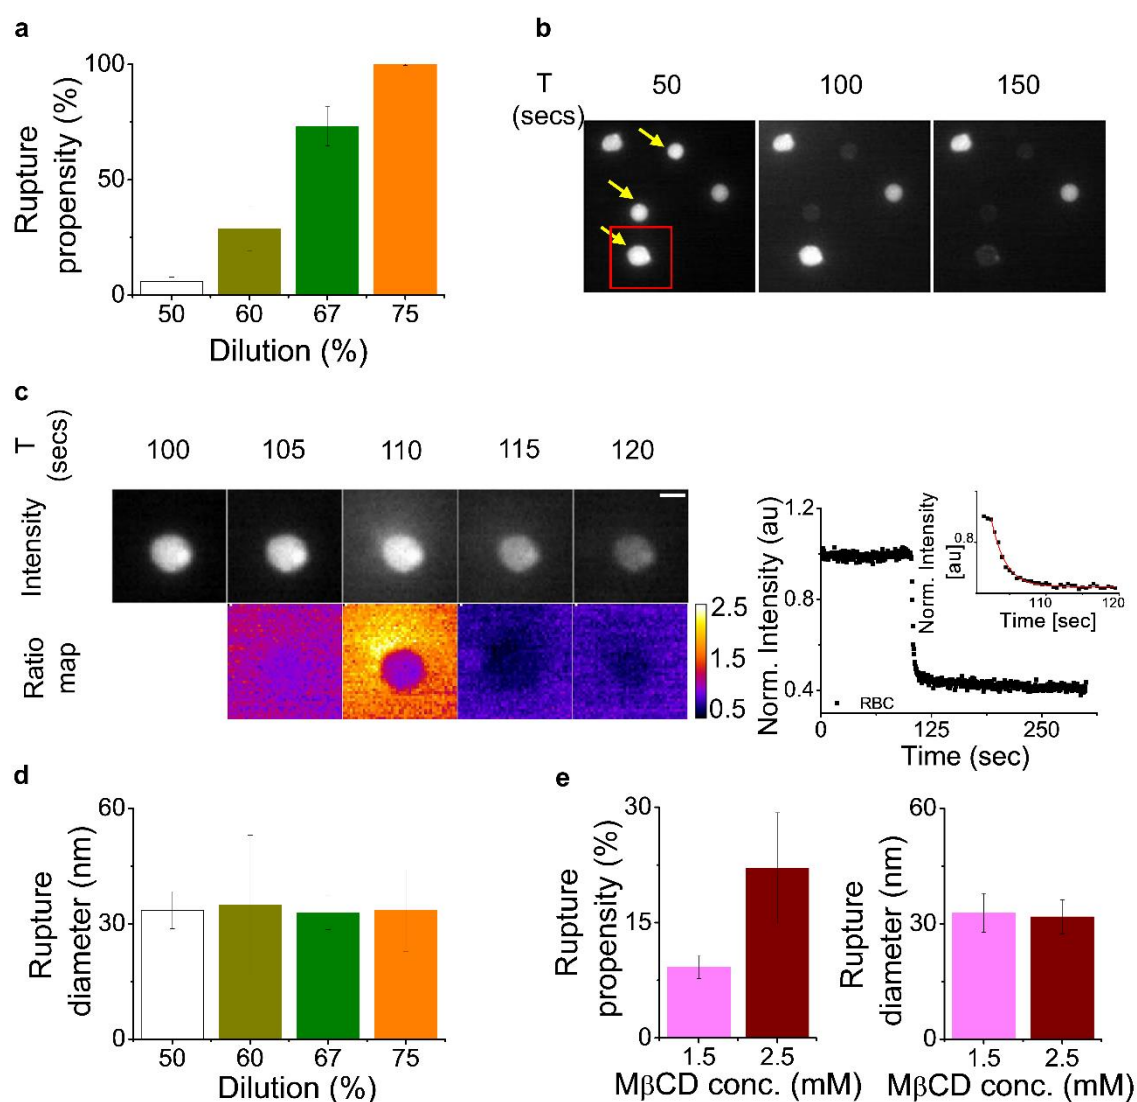 a
100
50
0
Rupture
propensity (%)
50 60 67 75
Dilution (%)
b
T
(secs)
50 100 150
c
T
(secs)
100 105 110 115 120
Intensity
Ratio
map
2.5
1.5
0.5
Norm. Intensity (au)
1.2
0.8
0.4
RBC
0 125 250
Time (sec)
Norm. Intensity
[au]
0.8
110 120
Time [sec]
d
60
30
0
Rupture
diameter (nm)
50 60 67 75
Dilution (%)
e
30
15
0
Rupture
propensity (%)
1.5 2.5
MβCD conc. (mM)
60
30
0
Rupture
diameter (nm)
1.5 2.5
MβCD conc. (mM)